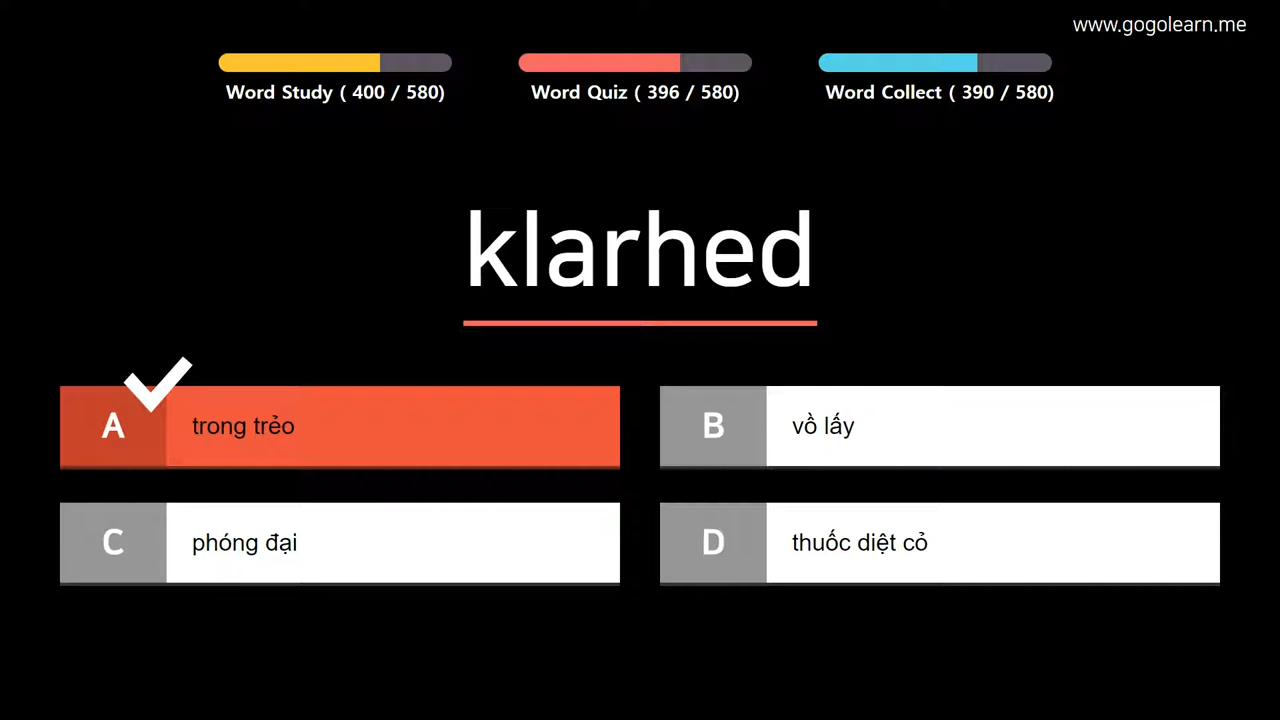 www.gogolearn.me
Word Study ( 400 / 580)
Word Quiz ( 396 / 580)
Word Collect ( 390 / 580)
klarhed
A trong trẻo
B vồ lấy
C phóng đại
D thuốc diệt cỏ